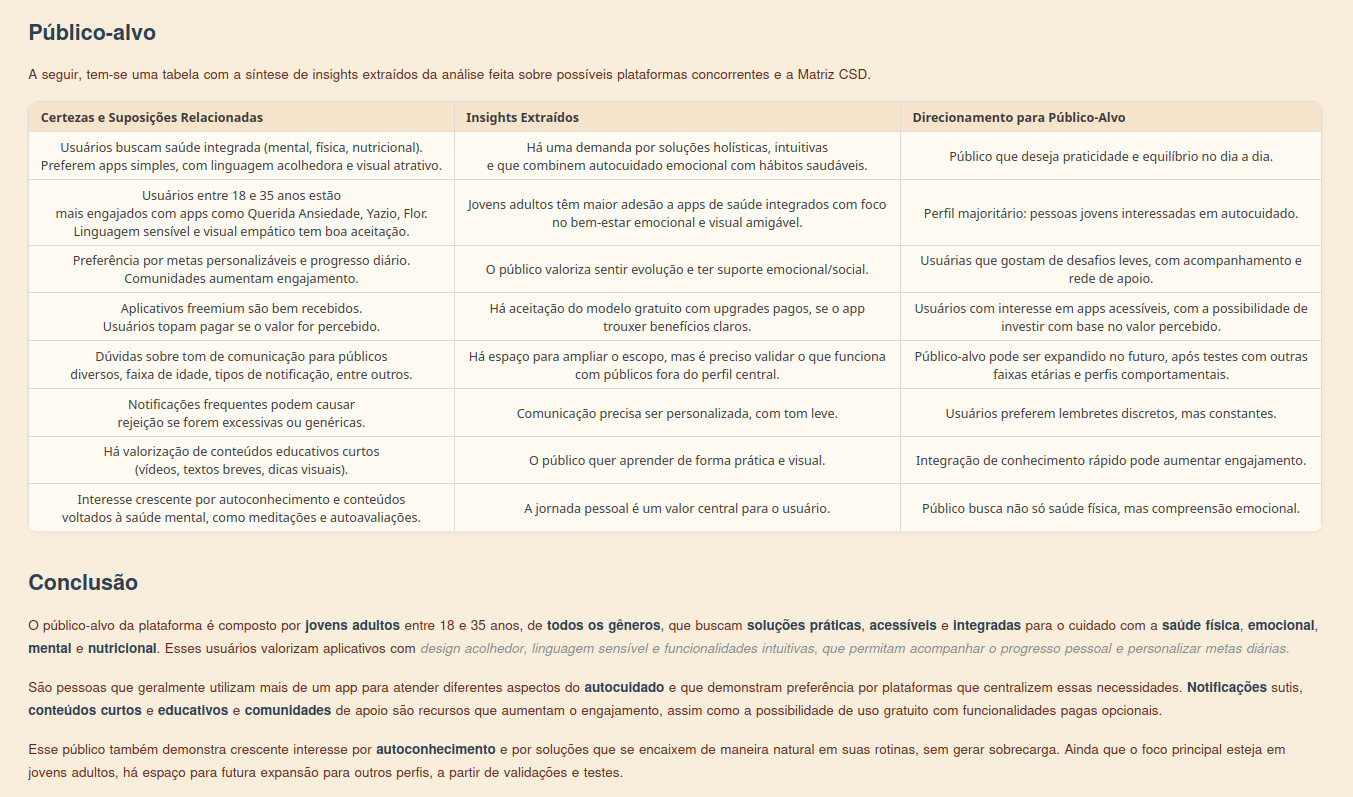 Público-alvo
A seguir, tem-se uma tabela com a síntese de insights extraídos da análise feita sobre possíveis plataformas concorrentes e a Matriz CSD.
Certezas e Suposições Relacionadas
Insights Extraídos
Direcionamento para Público-Alvo
Usuários buscam saúde integrada (mental, física, nutricional).
Preferem apps simples, com linguagem acolhedora e visual atrativo.
Há uma demanda por soluções holísticas, intuitivas
e que combinem autocuidado emocional com hábitos saudáveis.
Público que deseja praticidade e equilíbrio no dia a dia.
Usuários entre 18 e 35 anos estão
mais engajados com apps como Querida Ansiedade, Yazio, Flor.
Linguagem sensível e visual empático tem boa aceitação.
Jovens adultos têm maior adesão a apps de saúde integrados com foco
no bem-estar emocional e visual amigável.
Perfil majoritário: pessoas jovens interessadas em autocuidado.
Preferência por metas personalizáveis e progresso diário.
Comunidades aumentam engajamento.
O público valoriza sentir evolução e ter suporte emocional/social.
Usuárias que gostam de desafios leves, com acompanhamento e
rede de apoio.
Aplicativos freemium são bem recebidos.
Usuários topam pagar se o valor for percebido.
Há aceitação do modelo gratuito com upgrades pagos, se o app
trouxer benefícios claros.
Usuários com interesse em apps acessíveis, com a possibilidade de
investir com base no valor percebido.
Dúvidas sobre tom de comunicação para públicos
diversos, faixa de idade, tipos de notificação, entre outros.
Há espaço para ampliar o escopo, mas é preciso validar o que funciona
com públicos fora do perfil central.
Público-alvo pode ser expandido no futuro, após testes com outras
faixas etárias e perfis comportamentais.
Notificações frequentes podem causar
rejeição se forem excessivas ou genéricas.
Comunicação precisa ser personalizada, com tom leve.
Usuários preferem lembretes discretos, mas constantes.
Há valorização de conteúdos educativos curtos
(vídeos, textos breves, dicas visuais).
O público quer aprender de forma prática e visual.
Integração de conhecimento rápido pode aumentar engajamento.
Interesse crescente por autoconhecimento e conteúdos
voltados à saúde mental, como meditações e autoavaliações.
A jornada pessoal é um valor central para o usuário.
Público busca não só saúde física, mas compreensão emocional.
Conclusão
O público-alvo da plataforma é composto por jovens adultos entre 18 e 35 anos, de todos os gêneros, que buscam soluções práticas, acessíveis e integradas para o cuidado com a saúde física, emocional,
mental e nutricional. Esses usuários valorizam aplicativos com design acolhedor, linguagem sensível e funcionalidades intuitivas, que permitam acompanhar o progresso pessoal e personalizar metas diárias.
São pessoas que geralmente utilizam mais de um app para atender diferentes aspectos do autocuidado e que demonstram preferência por plataformas que centralizem essas necessidades. Notificações sutis,
conteúdos curtos e educativos e comunidades de apoio são recursos que aumentam o engajamento, assim como a possibilidade de uso gratuito com funcionalidades pagas opcionais.
Esse público também demonstra crescente interesse por autoconhecimento e por soluções que se encaixem de maneira natural em suas rotinas, sem gerar sobrecarga. Ainda que o foco principal esteja em
jovens adultos, há espaço para futura expansão para outros perfis, a partir de validações e testes.